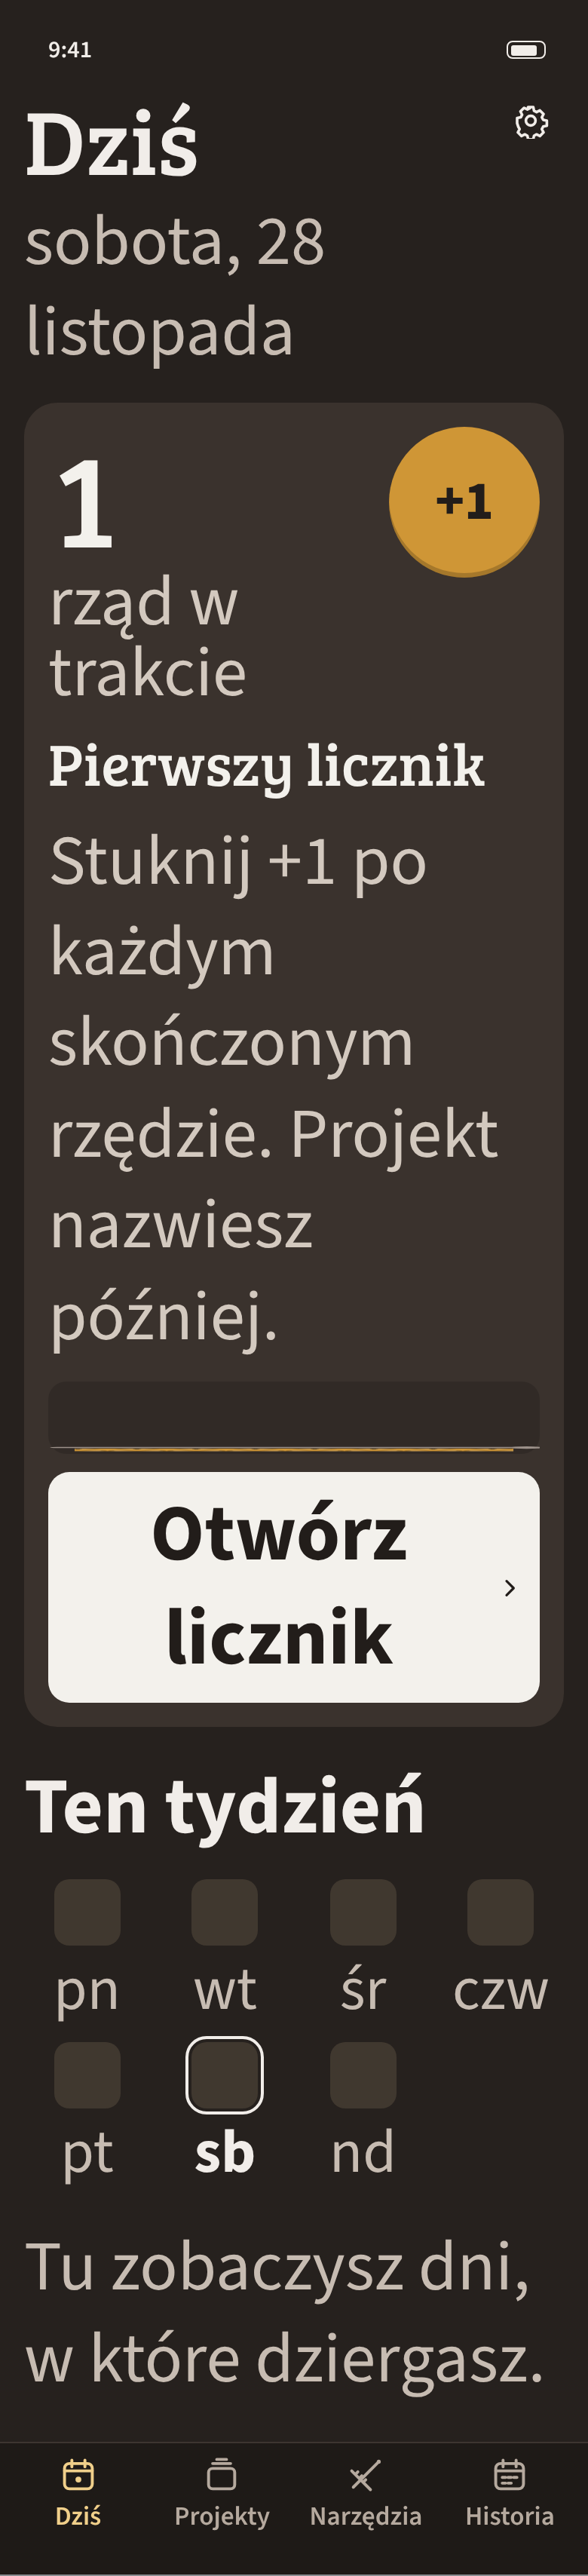 9:41
Dziś
sobota, 28
listopada
1
+1
rząd w
trakcie
Pierwszy licznik
Stuknij +1 po
każdym
skończonym
rzędzie. Projekt
nazwiesz
później.
Otwórz
licznik
Ten tydzień
pn wt śr czw
pt sb nd
Tu zobaczysz dni,
w które dziergasz.
Dziś Projekty Narzędzia Historia